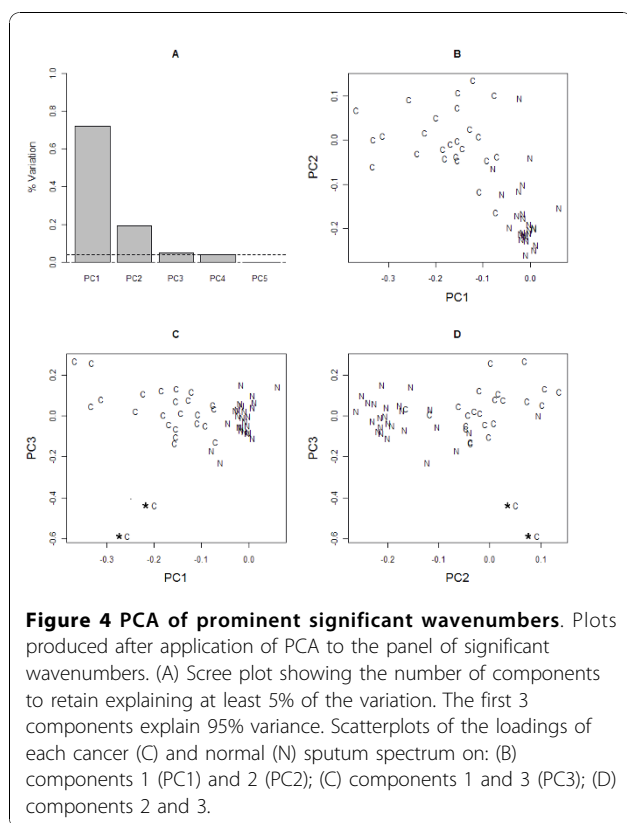 A
% Variation
0.0 0.2 0.4 0.6 0.8 1.0
PC1 PC2 PC3 PC4 PC5
B
PC2
0.1
0.0
-0.1
-0.2
-0.3 -0.2 -0.1 0.0
PC1
C
PC3
0.2
0.0
-0.2
-0.4
-0.6
* C
* C
-0.3 -0.2 -0.1 0.0
PC1
D
PC3
0.2
0.0
-0.2
-0.4
-0.6
* C
* C
-0.2 -0.1 0.0 0.1
PC2
Figure 4 PCA of prominent significant wavenumbers. Plots
produced after application of PCA to the panel of significant
wavenumbers. (A) Scree plot showing the number of components
to retain explaining at least 5% of the variation. The first 3
components explain 95% variance. Scatterplots of the loadings of
each cancer (C) and normal (N) sputum spectrum on: (B)
components 1 (PC1) and 2 (PC2); (C) components 1 and 3 (PC3); (D)
components 2 and 3.